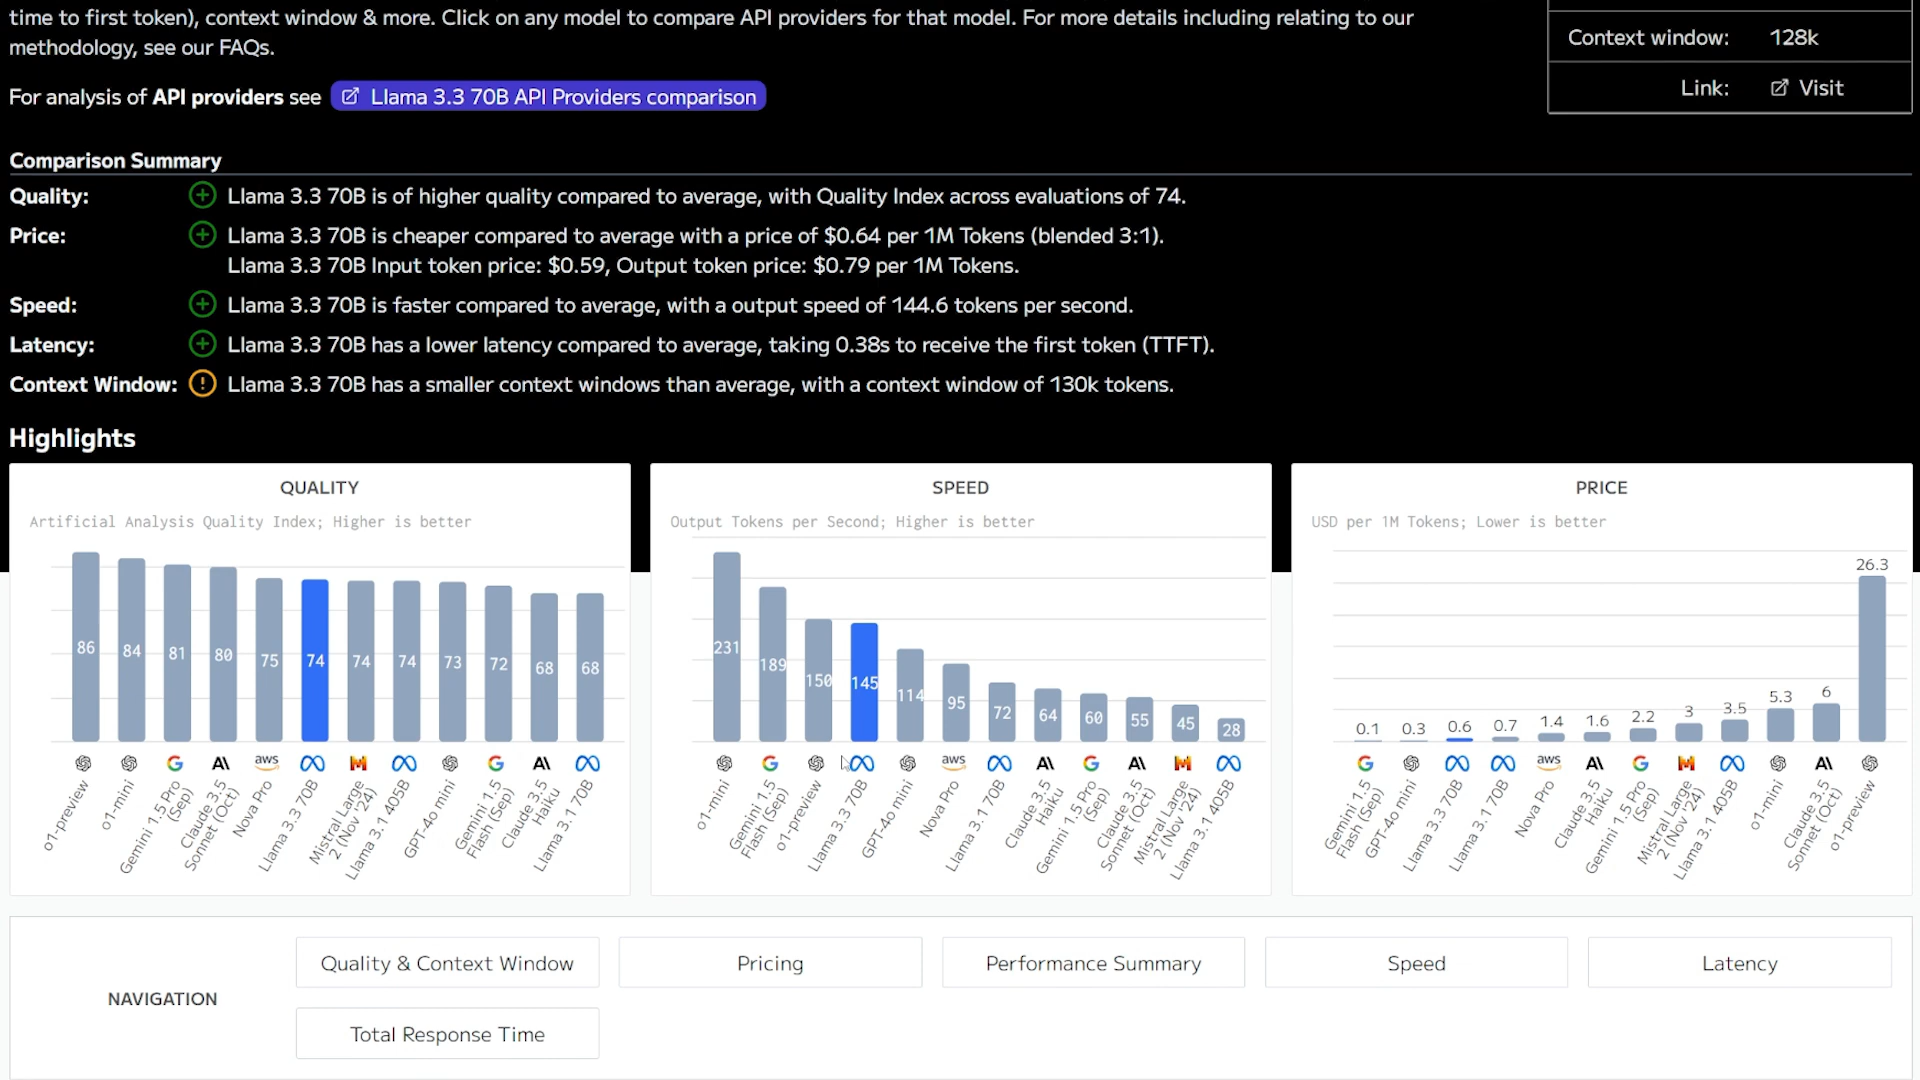 time to first token), context window & more. Click on any model to compare API providers for that model. For more details including relating to our
methodology, see our FAQs.
For analysis of API providers see Llama 3.3 70B API Providers comparison
Context window: 128k
Link: Visit
Comparison Summary
Quality: Llama 3.3 70B is of higher quality compared to average, with Quality Index across evaluations of 74.
Price: Llama 3.3 70B is cheaper compared to average with a price of $0.64 per 1M Tokens (blended 3:1).
Llama 3.3 70B Input token price: $0.59, Output token price: $0.79 per 1M Tokens.
Speed: Llama 3.3 70B is faster compared to average, with a output speed of 144.6 tokens per second.
Latency: Llama 3.3 70B has a lower latency compared to average, taking 0.38s to receive the first token (TTFT).
Context Window: Llama 3.3 70B has a smaller context windows than average, with a context window of 130k tokens.
Highlights
QUALITY
Artificial Analysis Quality Index; Higher is better
86 84 81 80 75 74 74 74 73 72 68 68
aws
o1-preview
o1-mini
Gemini 1.5 Pro
(Sep)
Claude 3.5
Sonnet (Oct)
Nova Pro
Llama 3.3 70B
Mistral Large
2 (Nov '24)
Llama 3.1 405B
GPT-4o mini
Gemini 1.5
Flash (Sep)
Claude 3.5
Haiku
Llama 3.1 70B
SPEED
Output Tokens per Second; Higher is better
231 189 150 145 114 95 72 64 60 55 45 28
aws
o1-mini
Gemini 1.5
Flash (Sep)
o1-preview
Llama 3.3 70B
GPT-4o mini
Nova Pro
Llama 3.1 70B
Claude 3.5
Haiku
Gemini 1.5 Pro
(Sep)
Claude 3.5
Sonnet (Oct)
Mistral Large
2 (Nov '24)
Llama 3.1 405B
PRICE
USD per 1M Tokens; Lower is better
0.1 0.3 0.6 0.7 1.4 1.6 2.2 3 3.5 5.3 6 26.3
aws
Gemini 1.5
Flash (Sep)
GPT-4o mini
Llama 3.3 70B
Llama 3.1 70B
Nova Pro
Claude 3.5
Haiku
Gemini 1.5 Pro
(Sep)
Mistral Large
2 (Nov '24)
Llama 3.1 405B
o1-mini
Claude 3.5
Sonnet (Oct)
o1-preview
NAVIGATION
Quality & Context Window
Pricing
Performance Summary
Speed
Latency
Total Response Time